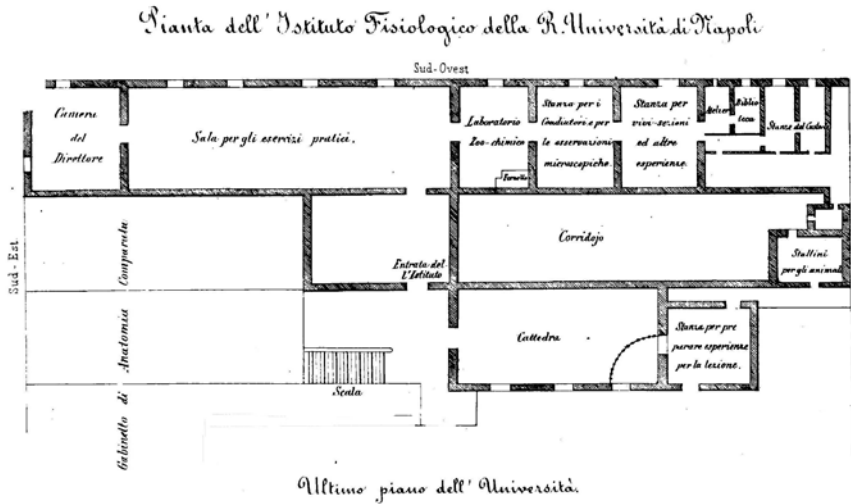 Pianta dell' Istituto Fisiologico della R. Università di Napoli
Sud-Ovest
Camera
del
Direttore
Sala per gli esercizi pratici.
Laboratorio
Zoo-chimico
Fornello
Stanza per i
Coadiutori e per
le osservazioni
microscopiche.
Stanza per
vivi-sezioni
ed altre
esperienze.
Atelier
Biblio
teca
Stanze del Custode
Sud-Est
Gabinetto di Anatomia Comparata
Entrata del
l'Istituto
Corridojo
Stallini
per gli animali
Cattedra
Stanza per pre
parare esperienze
per la lezione.
Scala
Ultimo piano dell' Università.